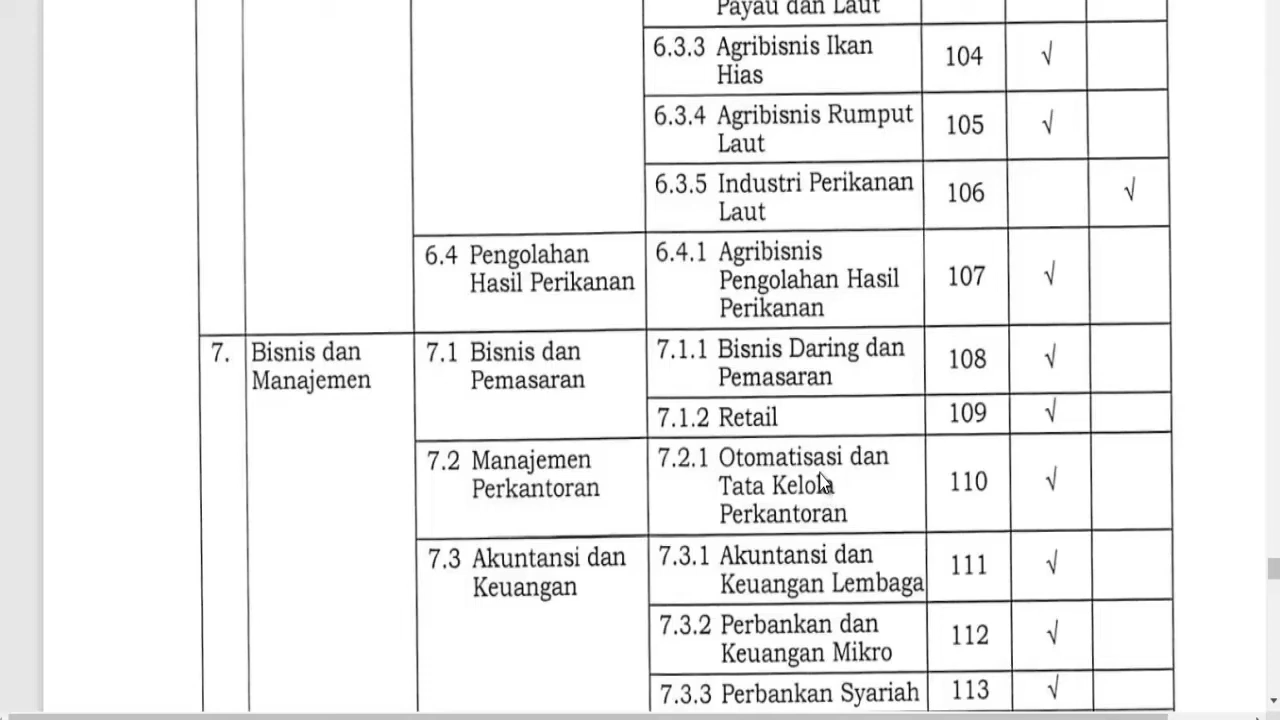 Payau dan Laut
6.3.3 Agribisnis Ikan
Hias
104 √
6.3.4 Agribisnis Rumput
Laut
105 √
6.3.5 Industri Perikanan
Laut
106 √
6.4 Pengolahan
Hasil Perikanan
6.4.1 Agribisnis
Pengolahan Hasil
Perikanan
107 √
7. Bisnis dan
Manajemen
7.1 Bisnis dan
Pemasaran
7.1.1 Bisnis Daring dan
Pemasaran
108 √
7.1.2 Retail 109 √
7.2 Manajemen
Perkantoran
7.2.1 Otomatisasi dan
Tata Kelola
Perkantoran
110 √
7.3 Akuntansi dan
Keuangan
7.3.1 Akuntansi dan
Keuangan Lembaga
111 √
7.3.2 Perbankan dan
Keuangan Mikro
112 √
7.3.3 Perbankan Syariah 113 √